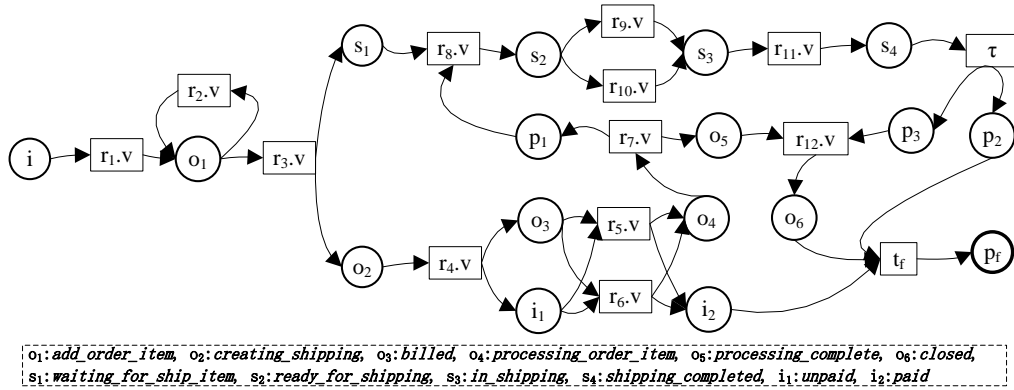 s₁ r₈.v s₂ r₉.v r₁₀.v s₃ r₁₁.v s₄ τ
i r₁.v r₂.v o₁ r₃.v p₁ r₇.v o₅ r₁₂.v p₃ p₂
o₂ r₄.v o₃ i₁ r₅.v r₆.v o₄ i₂ o₆ t_f p_f
o₁:add_order_item, o₂:creating_shipping, o₃:billed, o₄:processing_order_item, o₅:processing_complete, o₆:closed,
s₁:waiting_for_ship_item, s₂:ready_for_shipping, s₃:in_shipping, s₄:shipping_completed, i₁:unpaid, i₂:paid